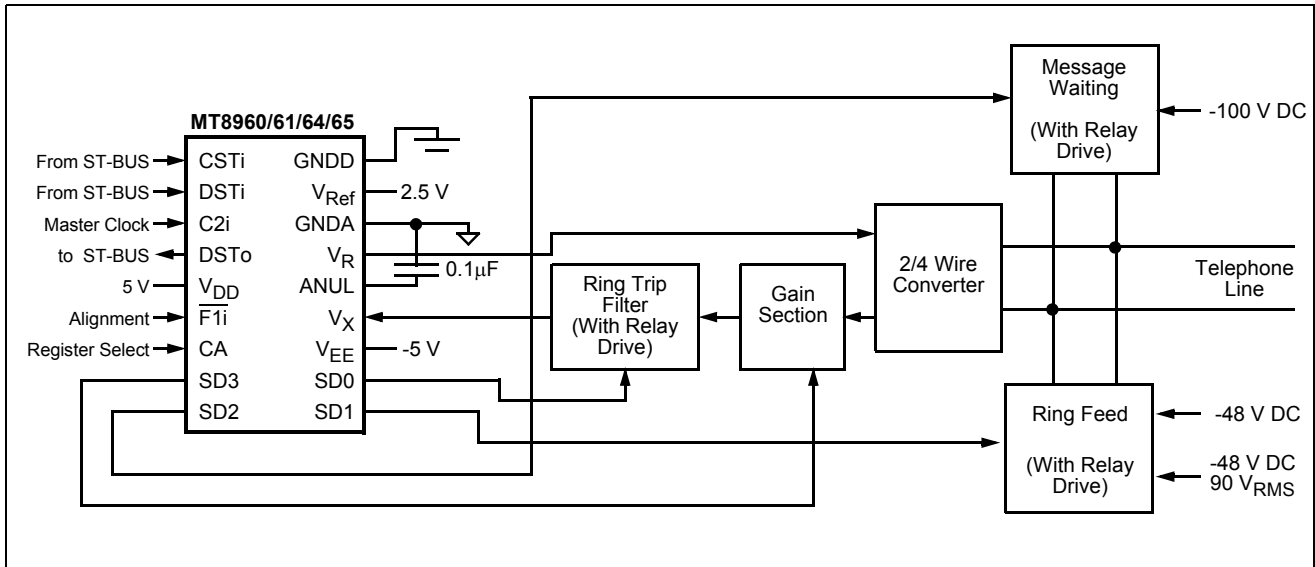 MT8960/61/64/65
From ST-BUS
From ST-BUS
Master Clock
to ST-BUS
5 V
Alignment
Register Select
CSTi
DSTi
C2i
DSTo
VDD
F1i
CA
SD3
SD2
GNDD
VRef
GNDA
VR
ANUL
VX
VEE
SD0
SD1
2.5 V
0.1μF
-5 V
Ring Trip
Filter
(With Relay
Drive)
Gain
Section
2/4 Wire
Converter
Message
Waiting
(With Relay
Drive)
-100 V DC
Telephone
Line
Ring Feed
(With Relay
Drive)
-48 V DC
-48 V DC
90 VRMS